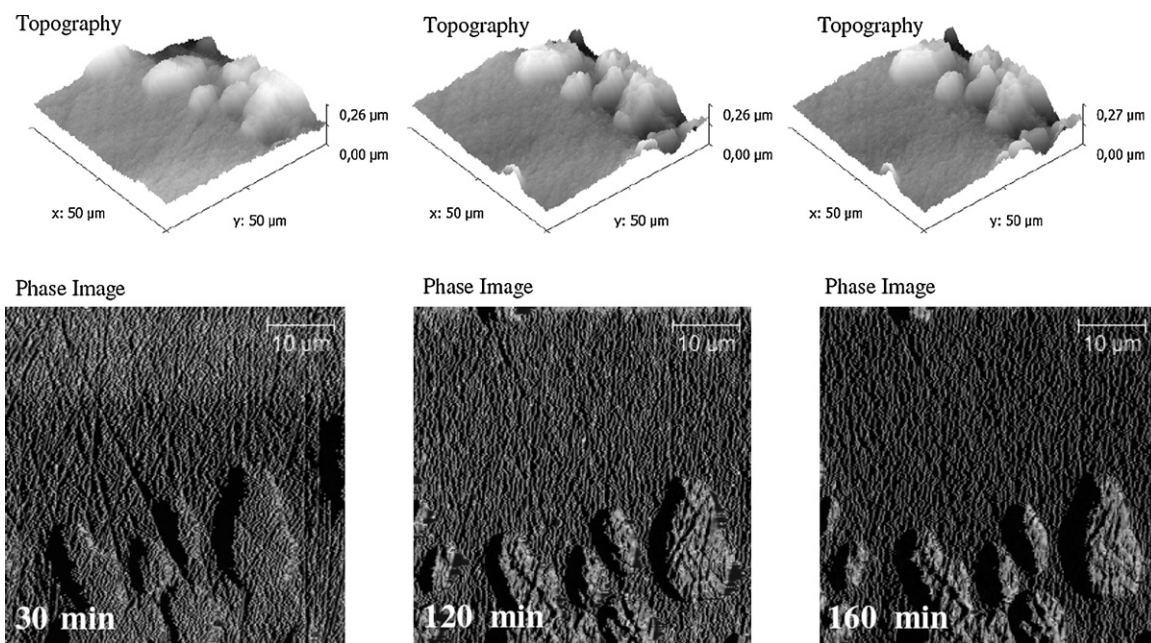 Topography
Topography
Topography
0,26 µm
0,00 µm
x: 50 µm
y: 50 µm
0,26 µm
0,00 µm
x: 50 µm
y: 50 µm
0,27 µm
0,00 µm
x: 50 µm
y: 50 µm
Phase Image
Phase Image
Phase Image
10 µm
10 µm
10 µm
30 min
120 min
160 min